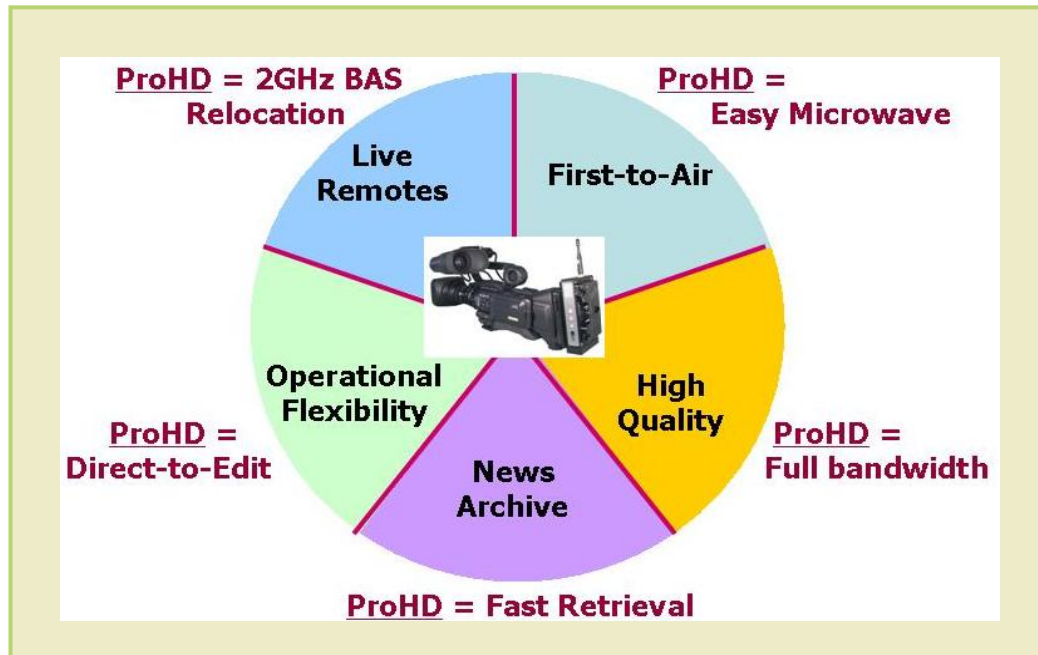 ProHD = 2GHz BAS
Relocation
ProHD =
Easy Microwave
Live
Remotes
First-to-Air
Operational
Flexibility
High
Quality
ProHD =
Direct-to-Edit
ProHD =
Full bandwidth
News
Archive
ProHD = Fast Retrieval